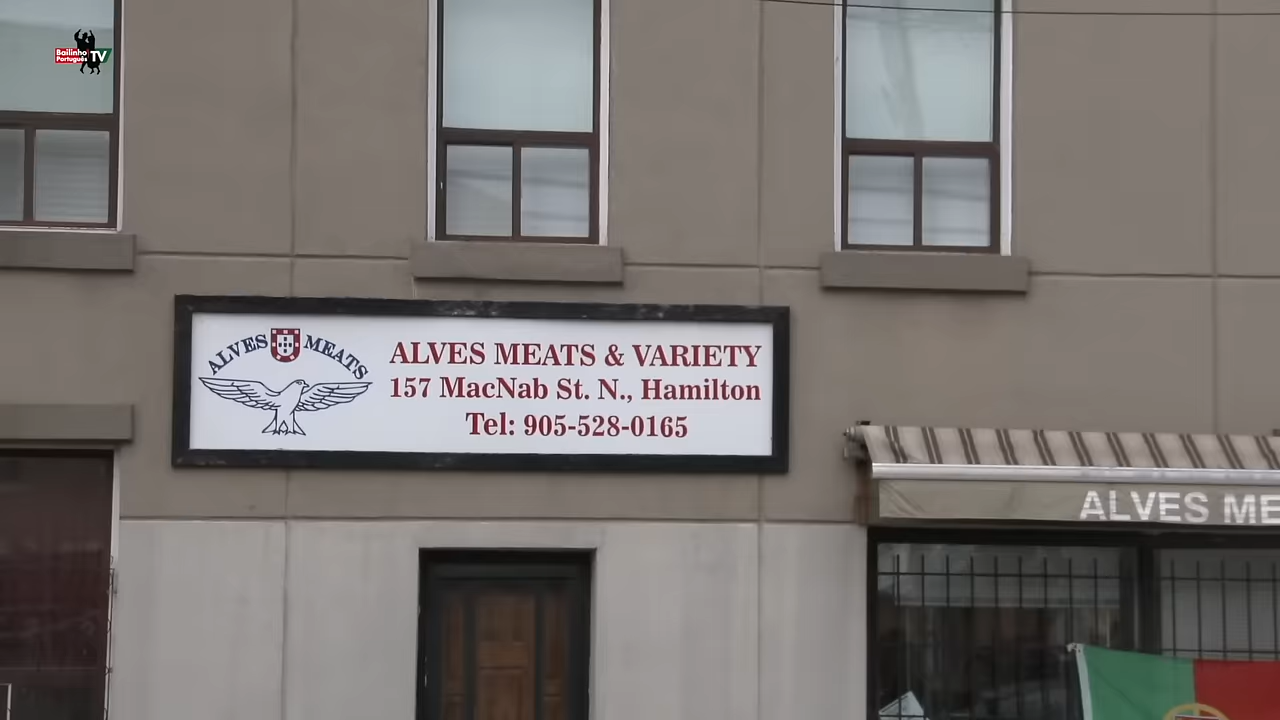 Bailinho
Português TV
ALVES MEATS
ALVES MEATS & VARIETY
157 MacNab St. N., Hamilton
Tel: 905-528-0165
ALVES ME